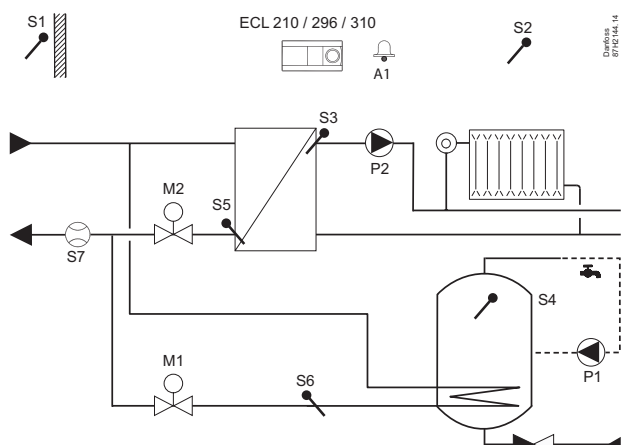 S1
ECL 210 / 296 / 310
A1
S2
Danfoss
87H2144.14
S3
P2
M2
S5
S7
S4
P1
M1
S6